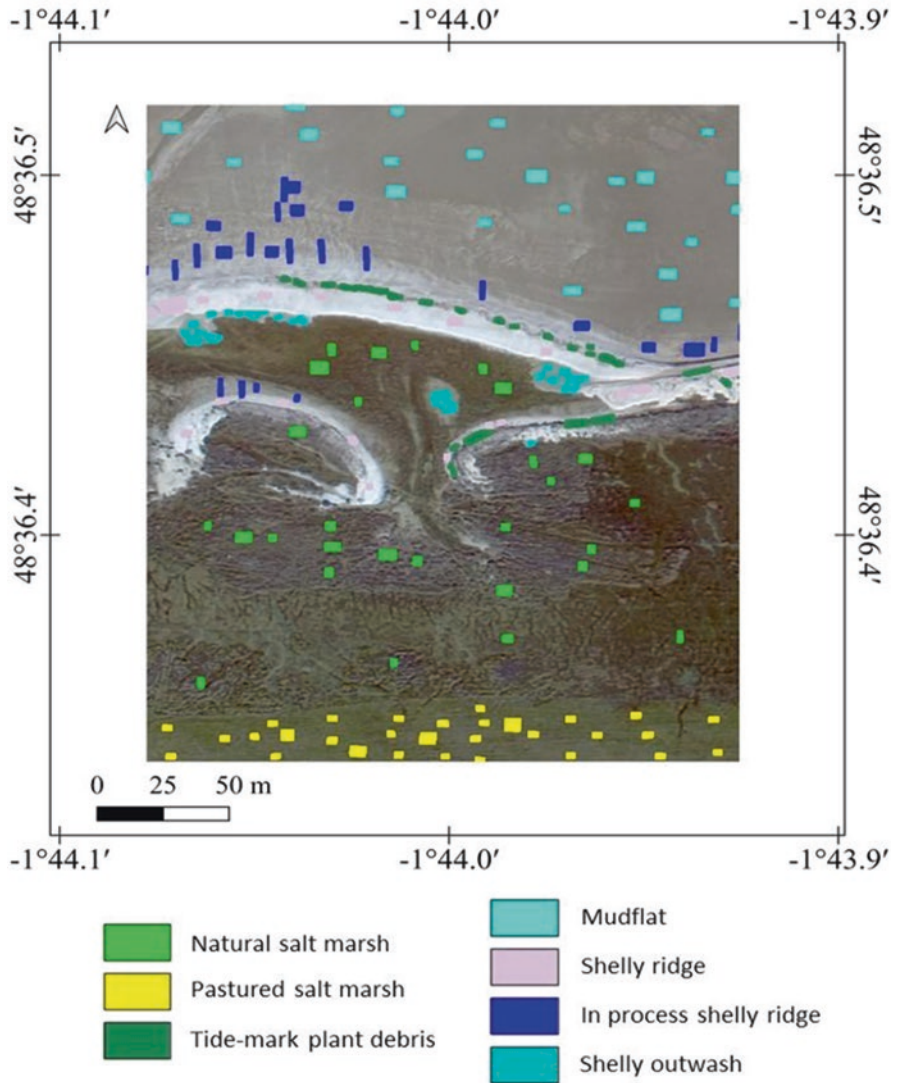 -1°44.1′ -1°44.0′ -1°43.9′
48°36.5′ 48°36.5′
48°36.4′ 48°36.4′
0 25 50 m
-1°44.1′ -1°44.0′ -1°43.9′
Natural salt marsh
Pastured salt marsh
Tide-mark plant debris
Mudflat
Shelly ridge
In process shelly ridge
Shelly outwash